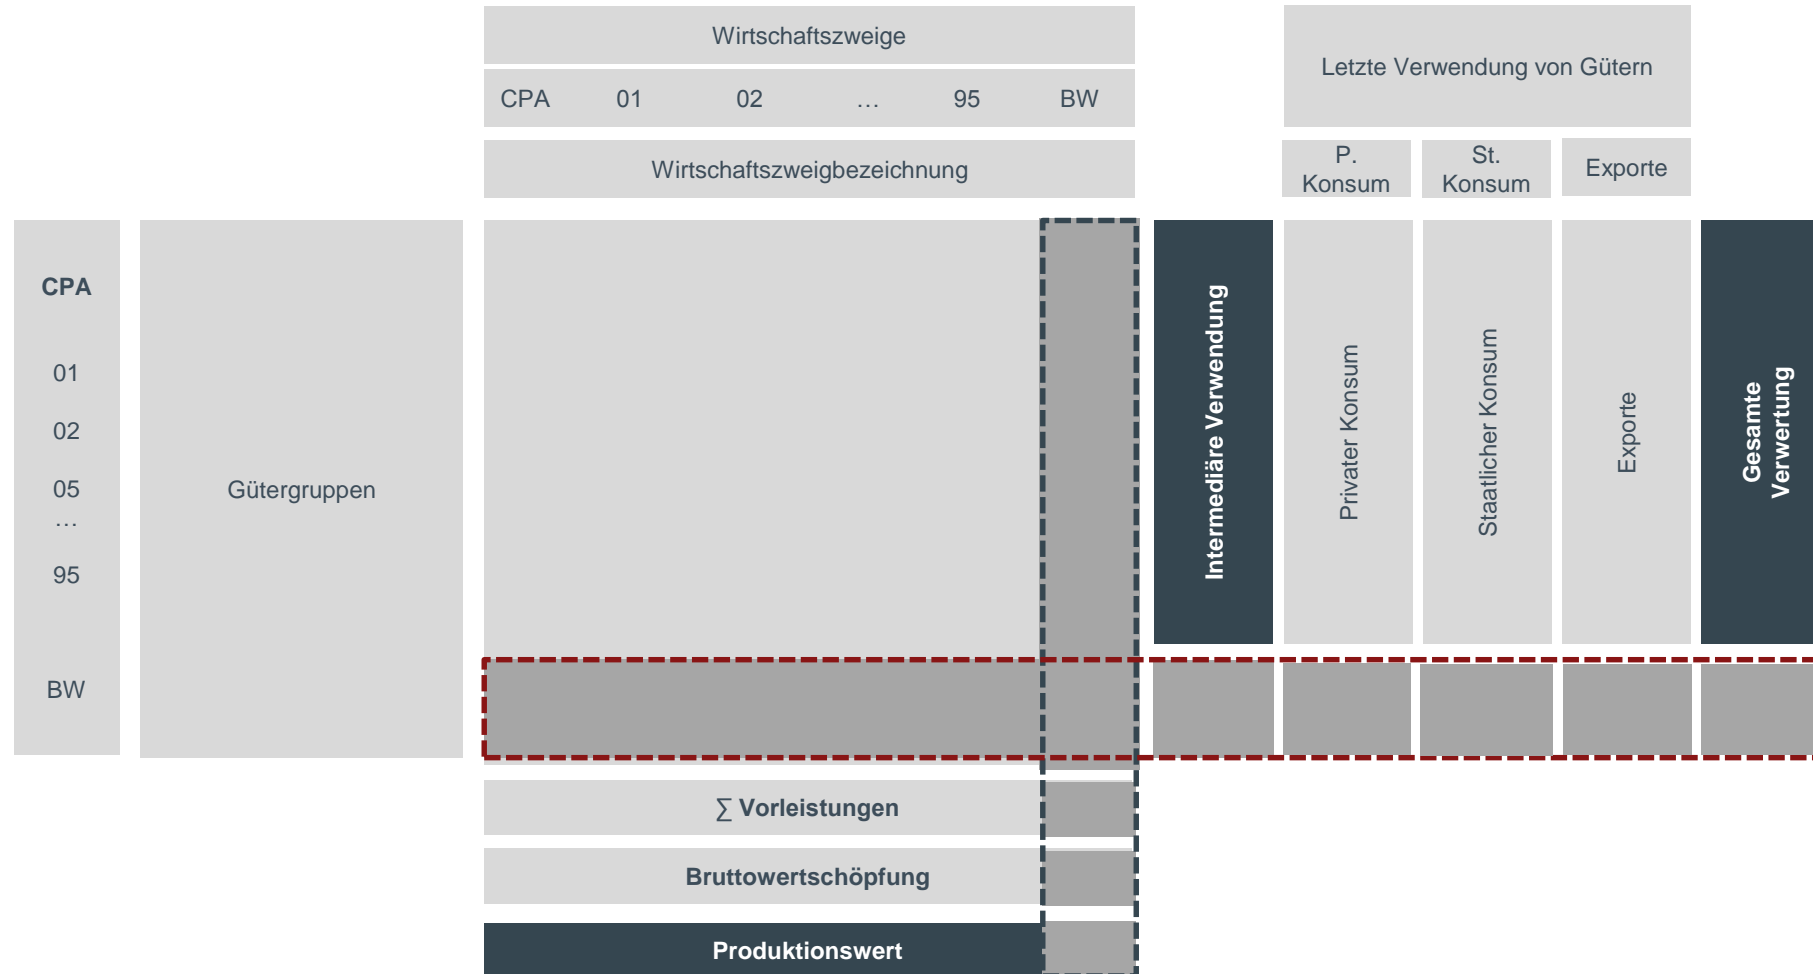 Wirtschaftszweige
Letzte Verwendung von Gütern
CPA 01 02 … 95 BW
Wirtschaftszweigbezeichnung
P.
Konsum
St.
Konsum
Exporte
CPA
01
02
05
…
95
BW
Gütergruppen
Intermediäre Verwendung
Privater Konsum
Staatlicher Konsum
Exporte
Gesamte
Verwertung
∑ Vorleistungen
Bruttowertschöpfung
Produktionswert